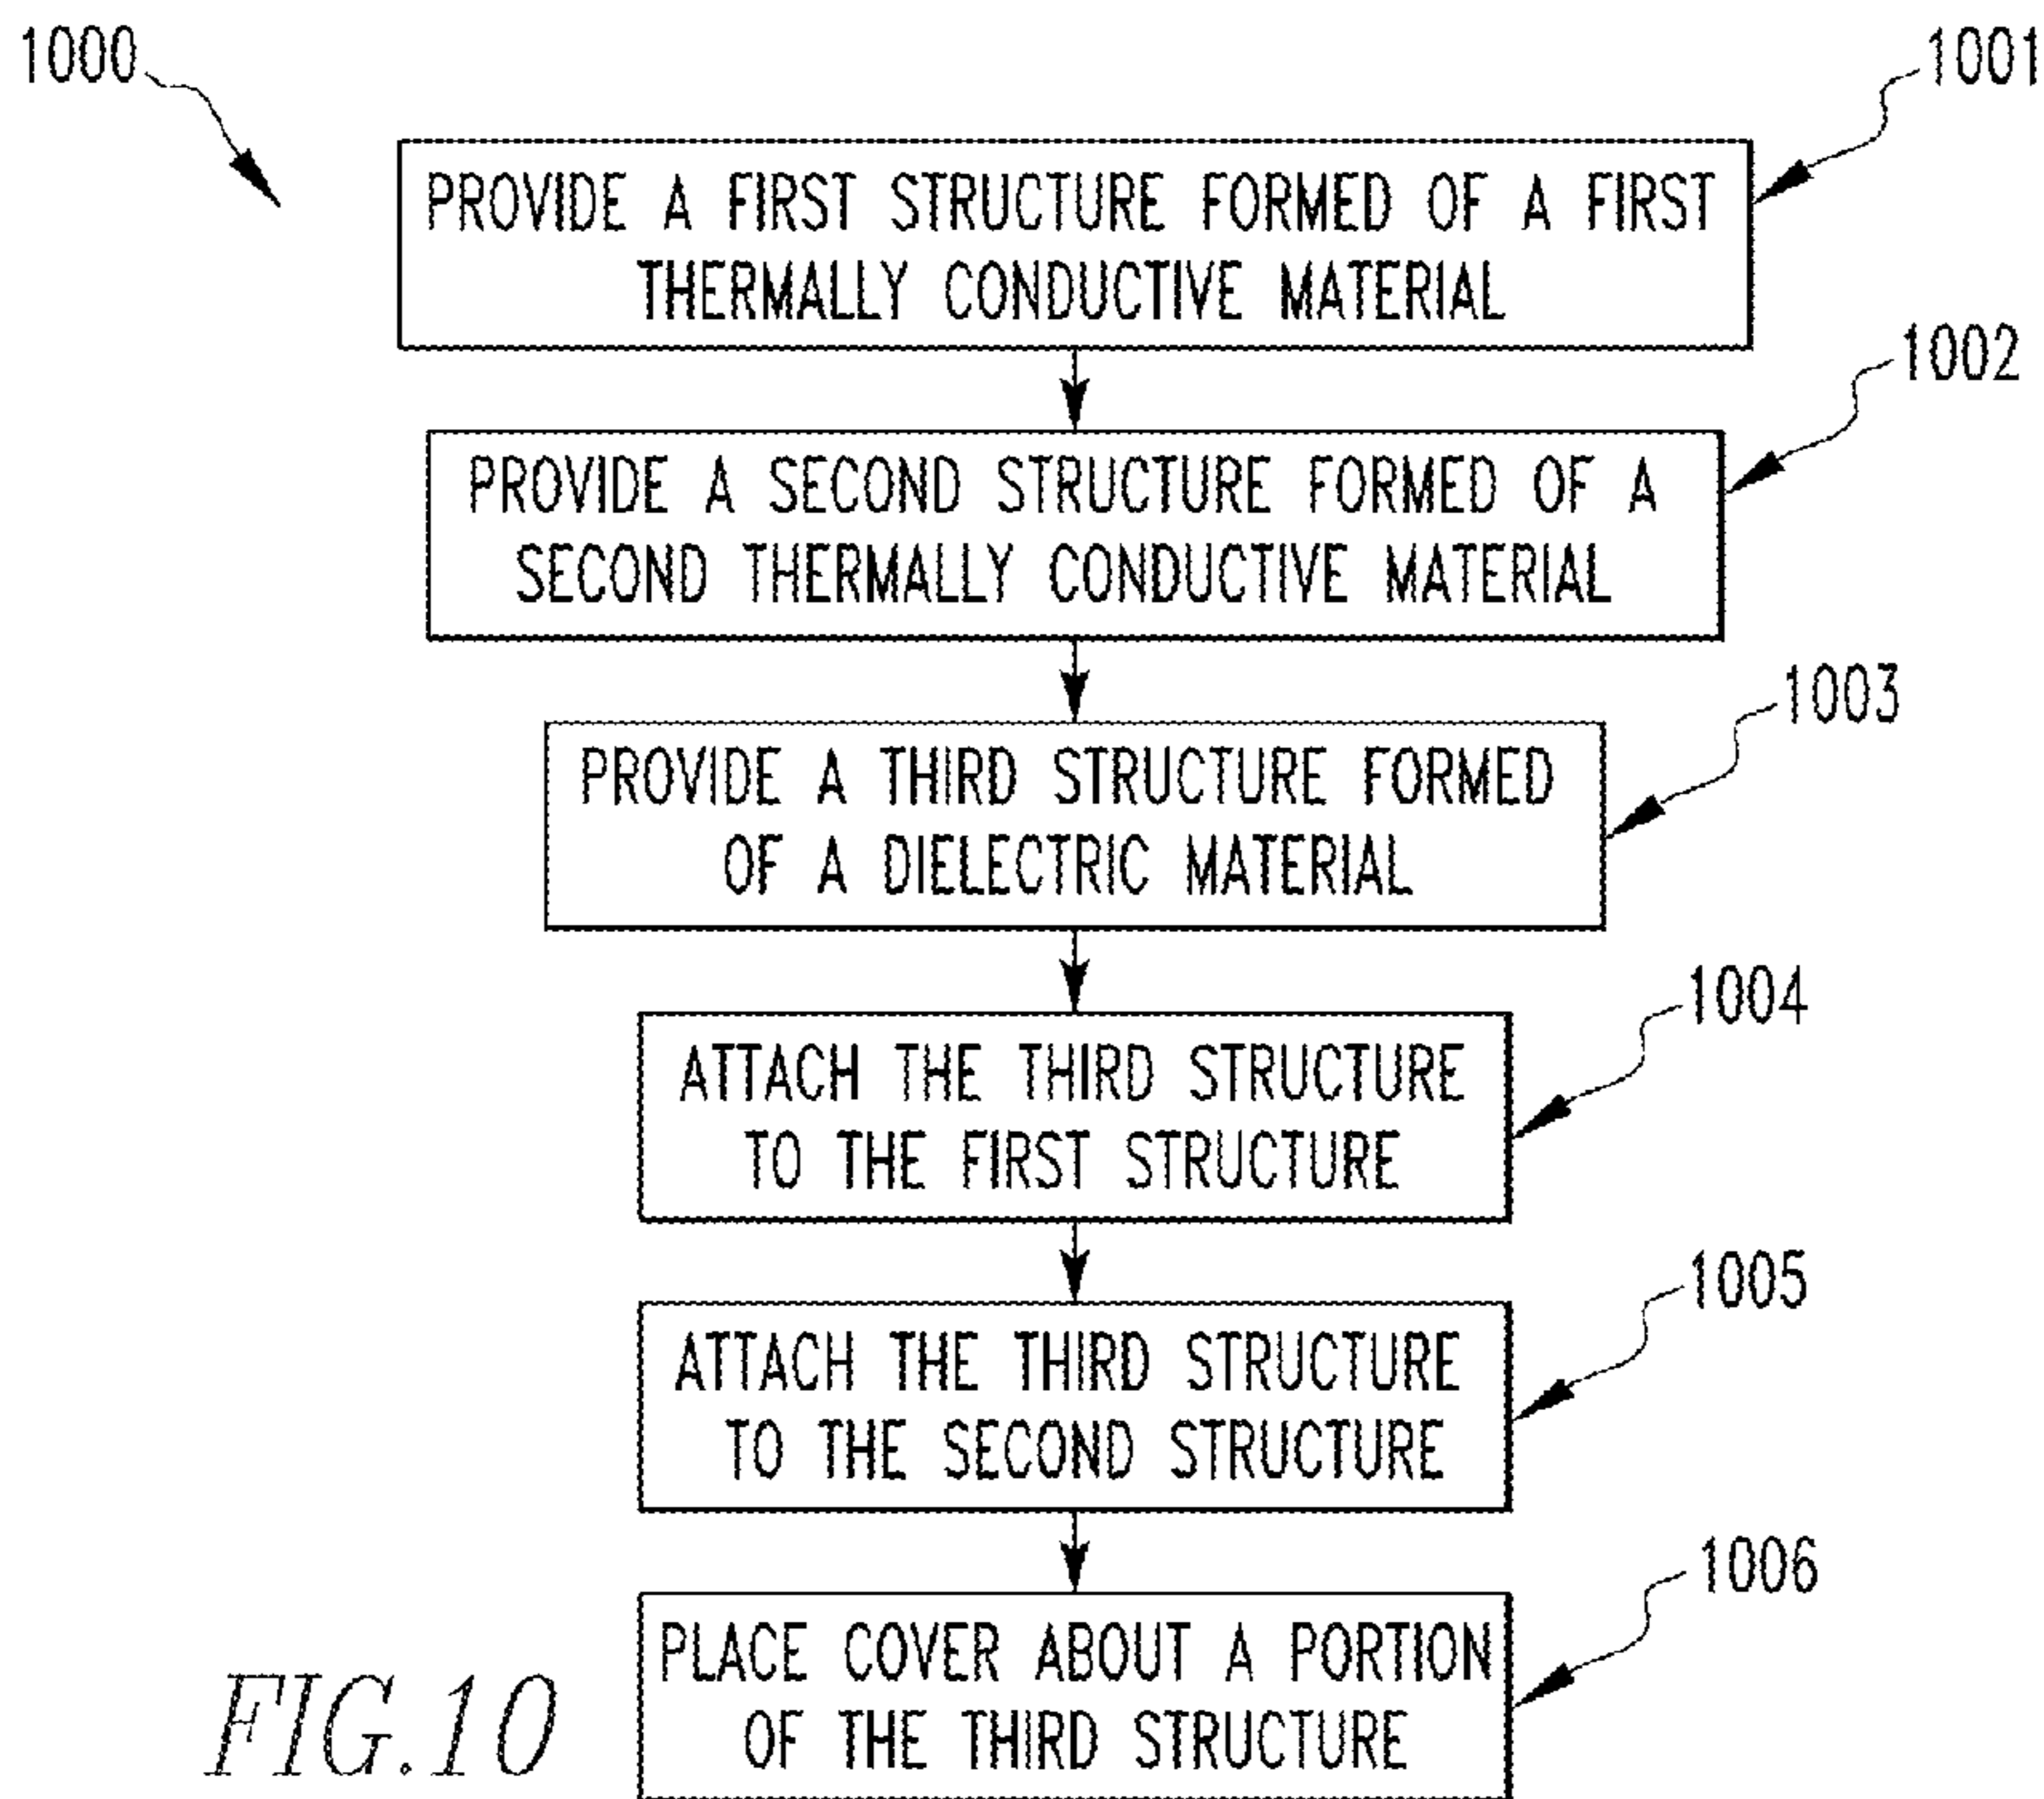 1000
1001
PROVIDE A FIRST STRUCTURE FORMED OF A FIRST
THERMALLY CONDUCTIVE MATERIAL
1002
PROVIDE A SECOND STRUCTURE FORMED OF A
SECOND THERMALLY CONDUCTIVE MATERIAL
1003
PROVIDE A THIRD STRUCTURE FORMED
OF A DIELECTRIC MATERIAL
1004
ATTACH THE THIRD STRUCTURE
TO THE FIRST STRUCTURE
1005
ATTACH THE THIRD STRUCTURE
TO THE SECOND STRUCTURE
1006
PLACE COVER ABOUT A PORTION
OF THE THIRD STRUCTURE
FIG.10